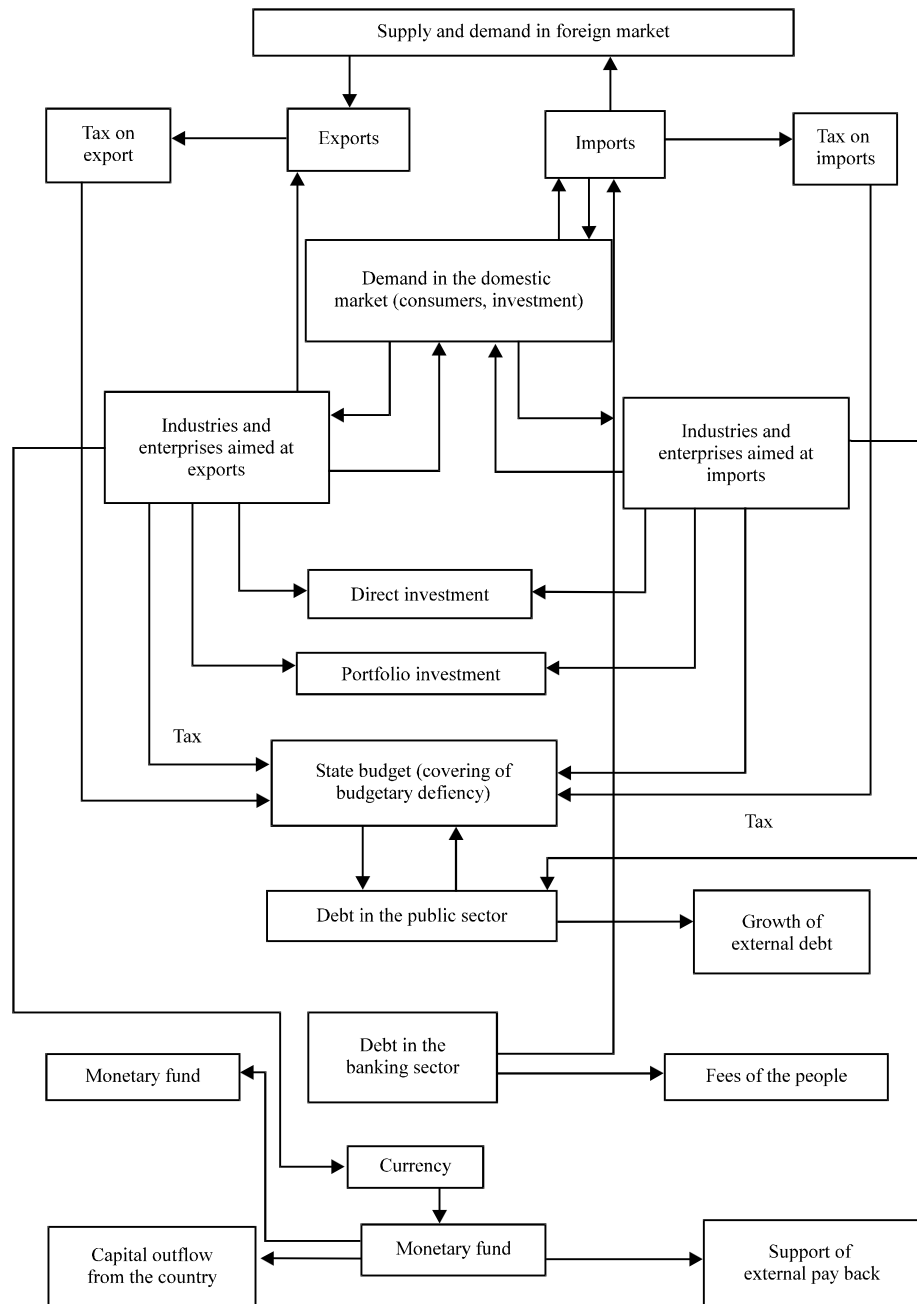 Supply and demand in foreign market
Tax on
export
Exports
Imports
Tax on
imports
Demand in the domestic
market (consumers, investment)
Industries and
enterprises aimed at
exports
Industries and
enterprises aimed at
imports
Direct investment
Portfolio investment
Tax
State budget (covering of
budgetary defiency)
Tax
Debt in the public sector
Growth of
external debt
Debt in the
banking sector
Monetary fund
Fees of the people
Currency
Capital outflow
from the country
Monetary fund
Support of
external pay back